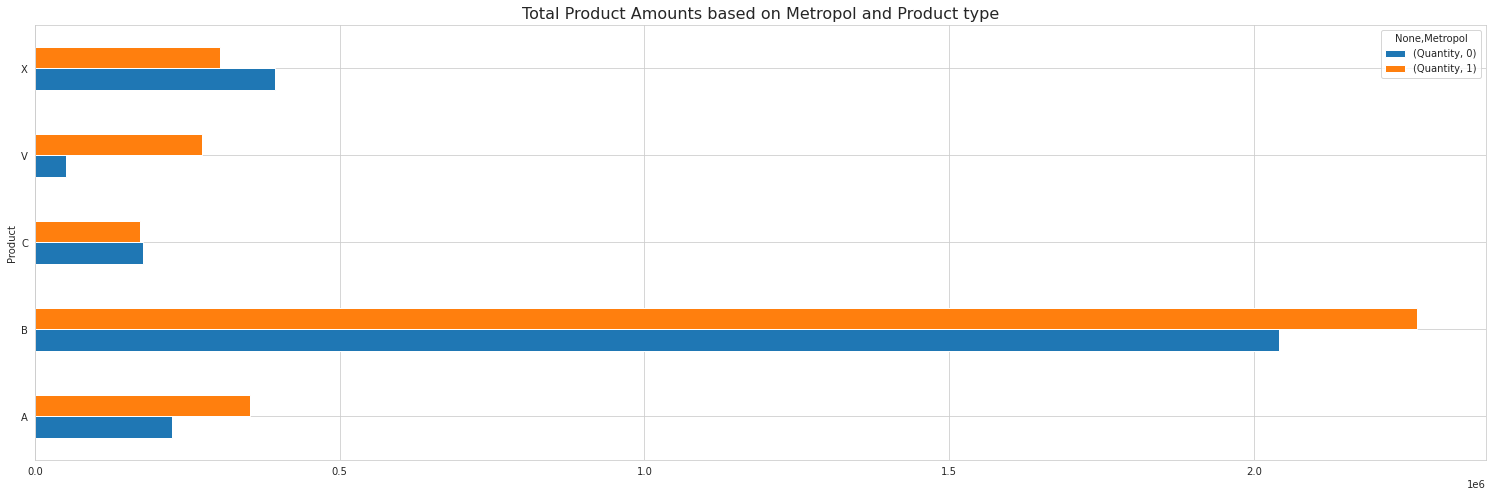 Total Product Amounts based on Metropol and Product type
None,Metropol
(Quantity, 0)
(Quantity, 1)
Product
X
V
C
B
A
0.0
0.5
1.0
1.5
2.0
1e6